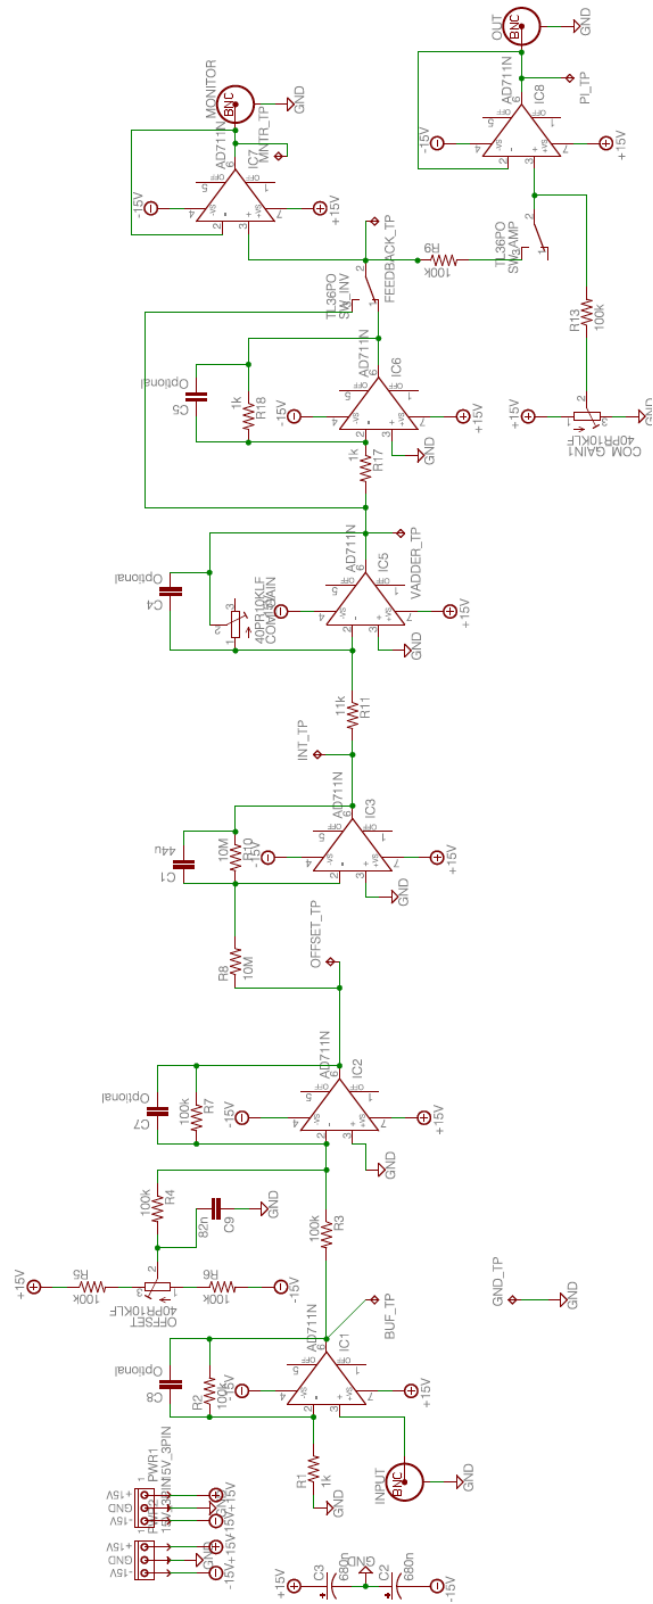 OUT
BNC
GND
AD711N
IC8
PI_TP
-15V
+15V
MONITOR
BNC
GND
MNTR_TP
AD711N
IC7
-15V
+15V
TL36PO
R9
100k
R13
100k
+15V
GND
COM_GAIN1
40PR10KLF
TL36PO
SW_INV
FEEDBACK_TP
AD711N
IC6
Optional
C5
1k
R18
-15V
+15V
GND
1k
R17
AD711N
IC5
VADDER_TP
Optional
C4
40PR10KLF
-15V
+15V
GND
11k
R11
INT_TP
AD711N
IC3
44u
C1
10M
R10
-15V
+15V
GND
R8
10M
OFFSET_TP
AD711N
IC2
Optional
C7
100k
R7
-15V
+15V
GND
100k
R4
82n
C9
GND
100k
R3
+15V
R5
100k
R6
100k
-15V
OFFSET
40PR10KLF
AD711N
IC1
BUF_TP
GND_TP
GND
Optional
C8
R2
100k
-15V
+15V
R1
1k
GND
INPUT
BNC
GND
PWR1
15V_3PIN
+15V
GND
-15V
+15V
GND
-15V
+15V
C3
680n
GND
C2
680n
-15V